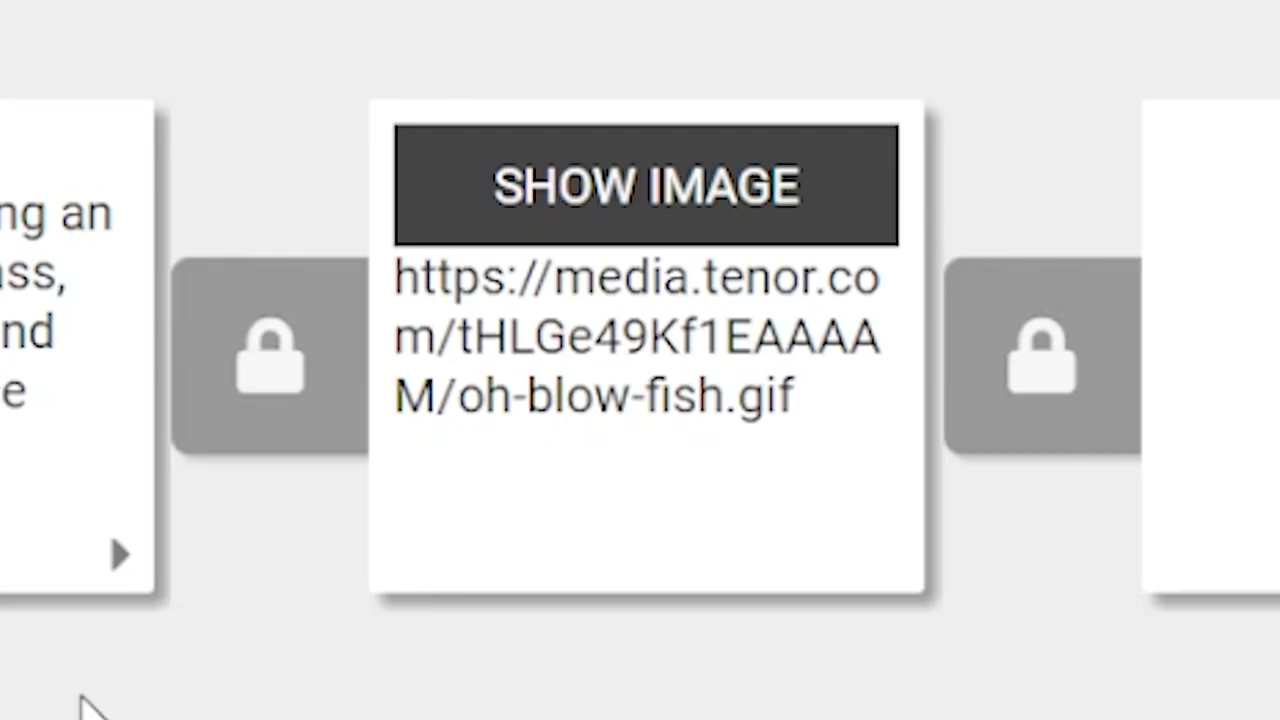 ng an
ss,
nd
e
SHOW IMAGE
https://media.tenor.co
m/tHLGe49Kf1EAAAA
M/oh-blow-fish.gif